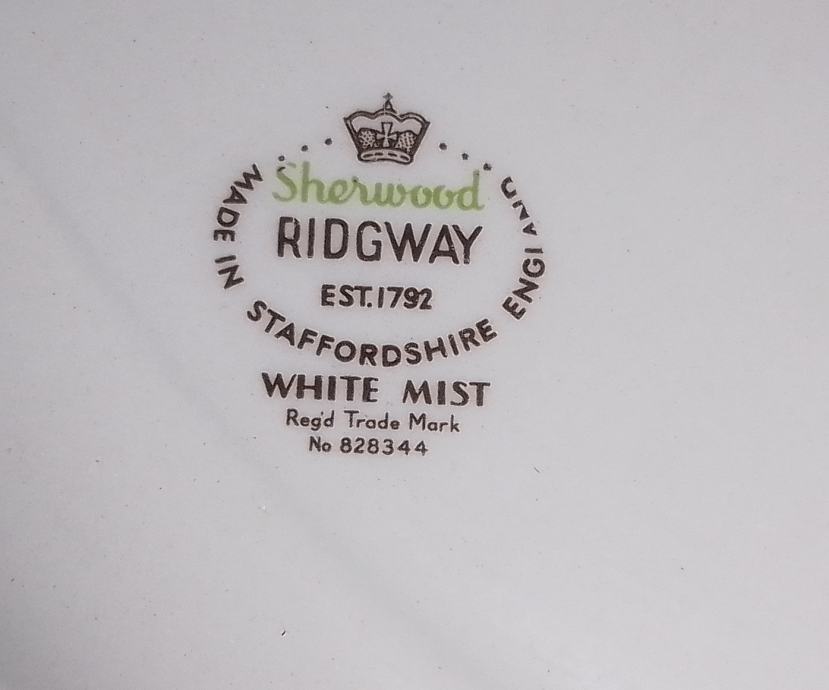 Sherwood
RIDGWAY
EST.1792
MADE IN STAFFORDSHIRE ENGLAND
WHITE MIST
Reg'd Trade Mark
No 828344